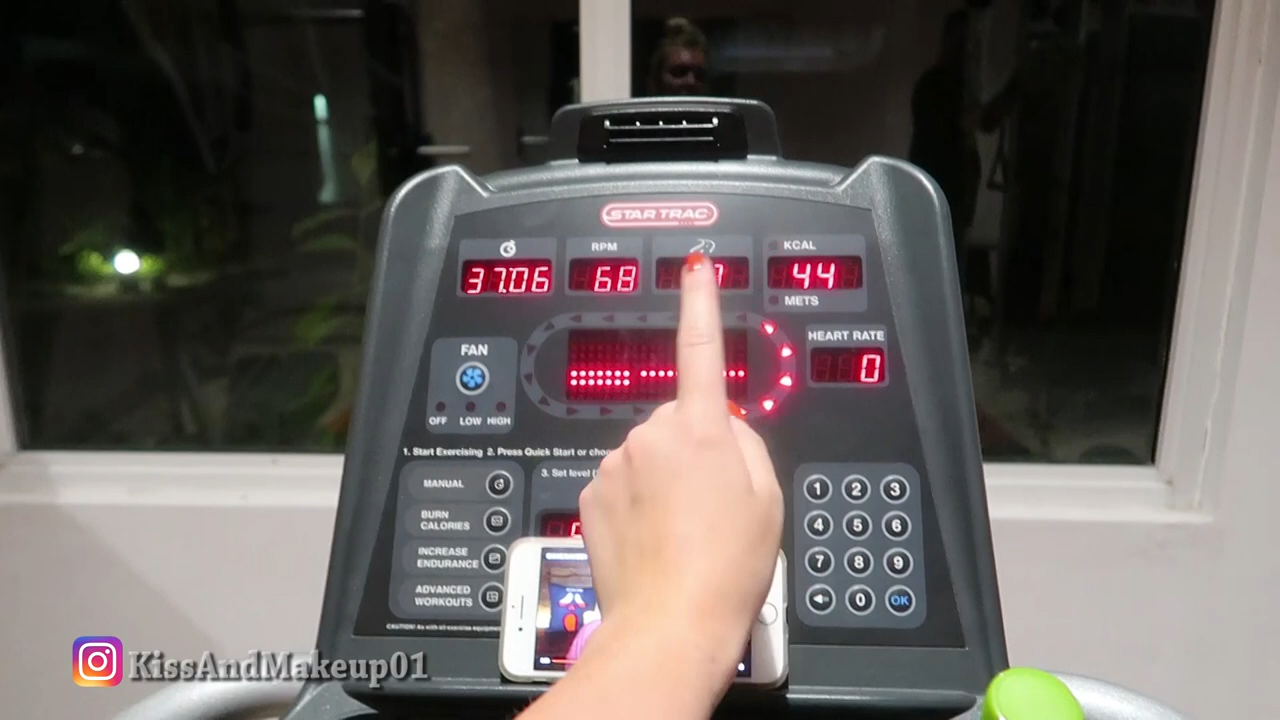 STAR TRAC
RPM
KCAL
37.06
68
44
METS
HEART RATE
0
FAN
OFF LOW HIGH
1. Start Exercising 2. Press Quick Start or
3. Set level
MANUAL
BURN
CALORIES
INCREASE
ENDURANCE
ADVANCED
WORKOUTS
1 2 3
4 5 6
7 8 9
0 OK
KissAndMakeup01